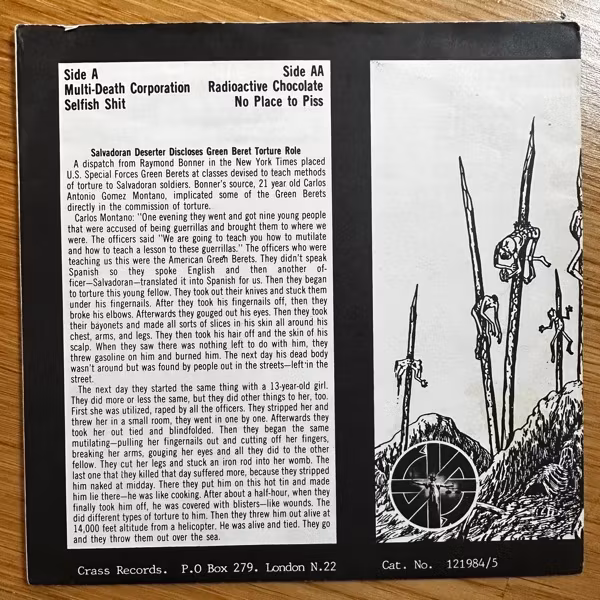 Side A
Side AA
Multi-Death Corporation
Radioactive Chocolate
Selfish Shit
No Place to Piss
Salvadoran Deserter Discloses Green Beret Torture Role
A dispatch from Raymond Bonner in the New York Times placed
U.S. Special Forces Green Berets at classes devised to teach methods
of torture to Salvadoran soldiers. Bonner's source, 21 year old Carlos
Antonio Gomez Montano, implicated some of the Green Berets
directly in the commission of torture.
Carlos Montano: "One evening they went and got nine young people
that were accused of being guerrillas and brought them to where we
were. The officers said "We are going to teach you how to mutilate
and how to teach a lesson to these guerrillas." The officers who were
teaching us this were the American Green Berets. They didn't speak
Spanish so they spoke English and then another of-
ficer—Salvadoran—translated it into Spanish for us. Then they began
to torture this young fellow. They took out their knives and stuck them
under his fingernails. After they took his fingernails off, then they
broke his elbows. Afterwards they gouged out his eyes. Then they took
their bayonets and made all sorts of slices in his skin all around his
chest, arms, and legs. They then took his hair off and the skin of his
scalp. When they saw there was nothing left to do with him, they
threw gasoline on him and burned him. The next day his dead body
wasn't around but was found by people out in the streets—left in the
street.
The next day they started the same thing with a 13-year-old girl.
They did more or less the same, but they did other things to her, too.
First she was utilized, raped by all the officers. They stripped her and
threw her in a small room, they went in one by one. Afterwards they
took her out tied and blindfolded. Then they began the same
mutilating—pulling her fingernails out and cutting off her fingers,
breaking her arms, gouging her eyes and all they did to the other
fellow. They cut her legs and stuck an iron rod into her womb. The
last one that they killed that day suffered more, because they stripped
him naked at midday. There they put him on this hot tin and made
him lie there—he was like cooking. After about a half-hour, when they
finally took him off, he was covered with blisters—like wounds. The
did different types of torture to him. Then they threw him out alive at
14,000 feet altitude from a helicopter. He was alive and tied. They go
and they throw them out over the sea.
Crass Records. P.O Box 279. London N.22
Cat. No. 121984/5